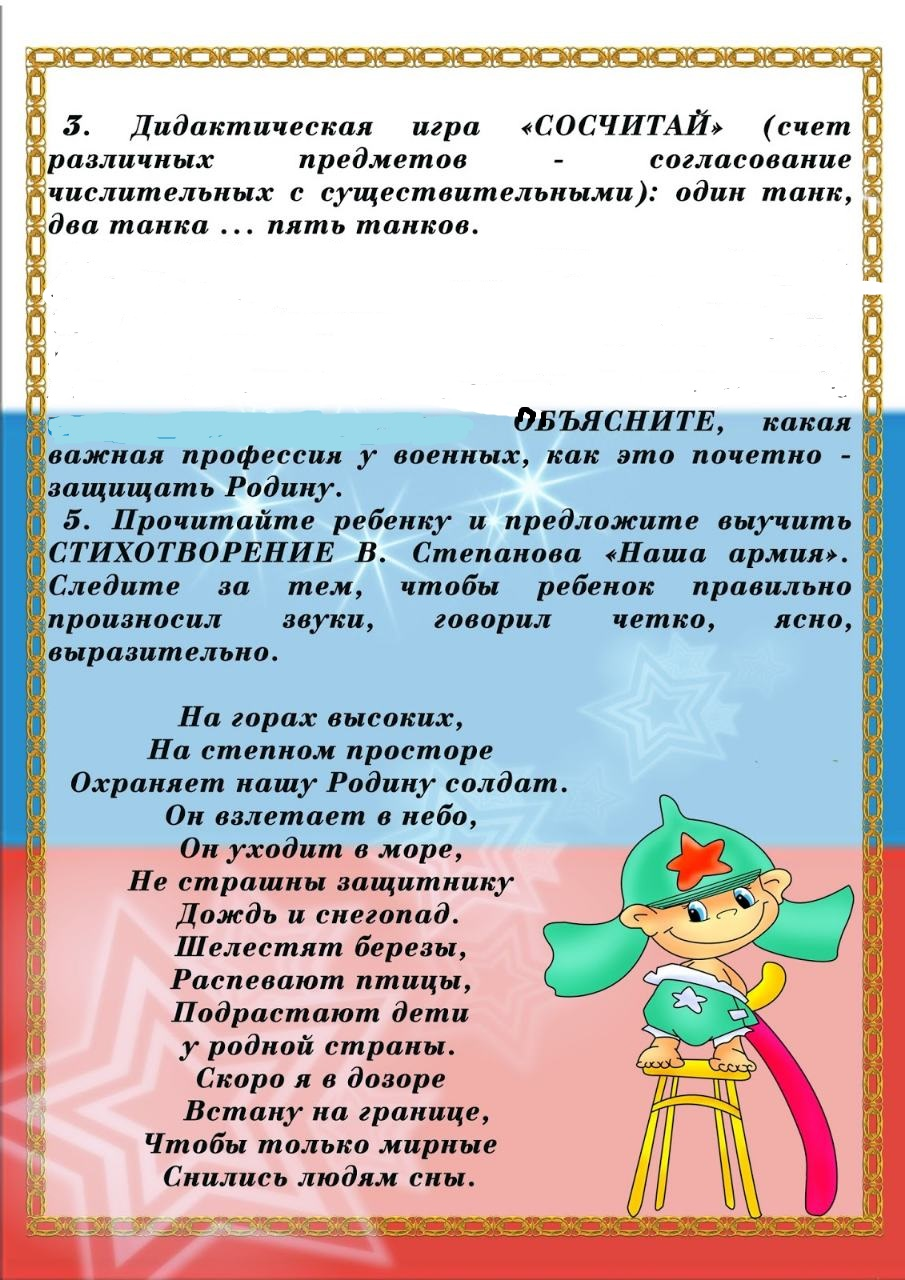 3. Дидактическая игра «СОСЧИТАЙ» (счет
различных предметов - согласование
числительных с существительными): один танк,
два танка ... пять танков.
ОБЪЯСНИТЕ, какая
важная профессия у военных, как это почетно -
защищать Родину.
5. Прочитайте ребенку и предложите выучить
СТИХОТВОРЕНИЕ В. Степанова «Наша армия».
Следите за тем, чтобы ребенок правильно
произносил звуки, говорил четко, ясно,
выразительно.
На горах высоких,
На степном просторе
Охраняет нашу Родину солдат.
Он взлетает в небо,
Он уходит в море,
Не страшны защитнику
Дождь и снегопад.
Шелестят березы,
Распевают птицы,
Подрастают дети
у родной страны.
Скоро я в дозоре
Встану на границе,
Чтобы только мирные
Снились людям сны.